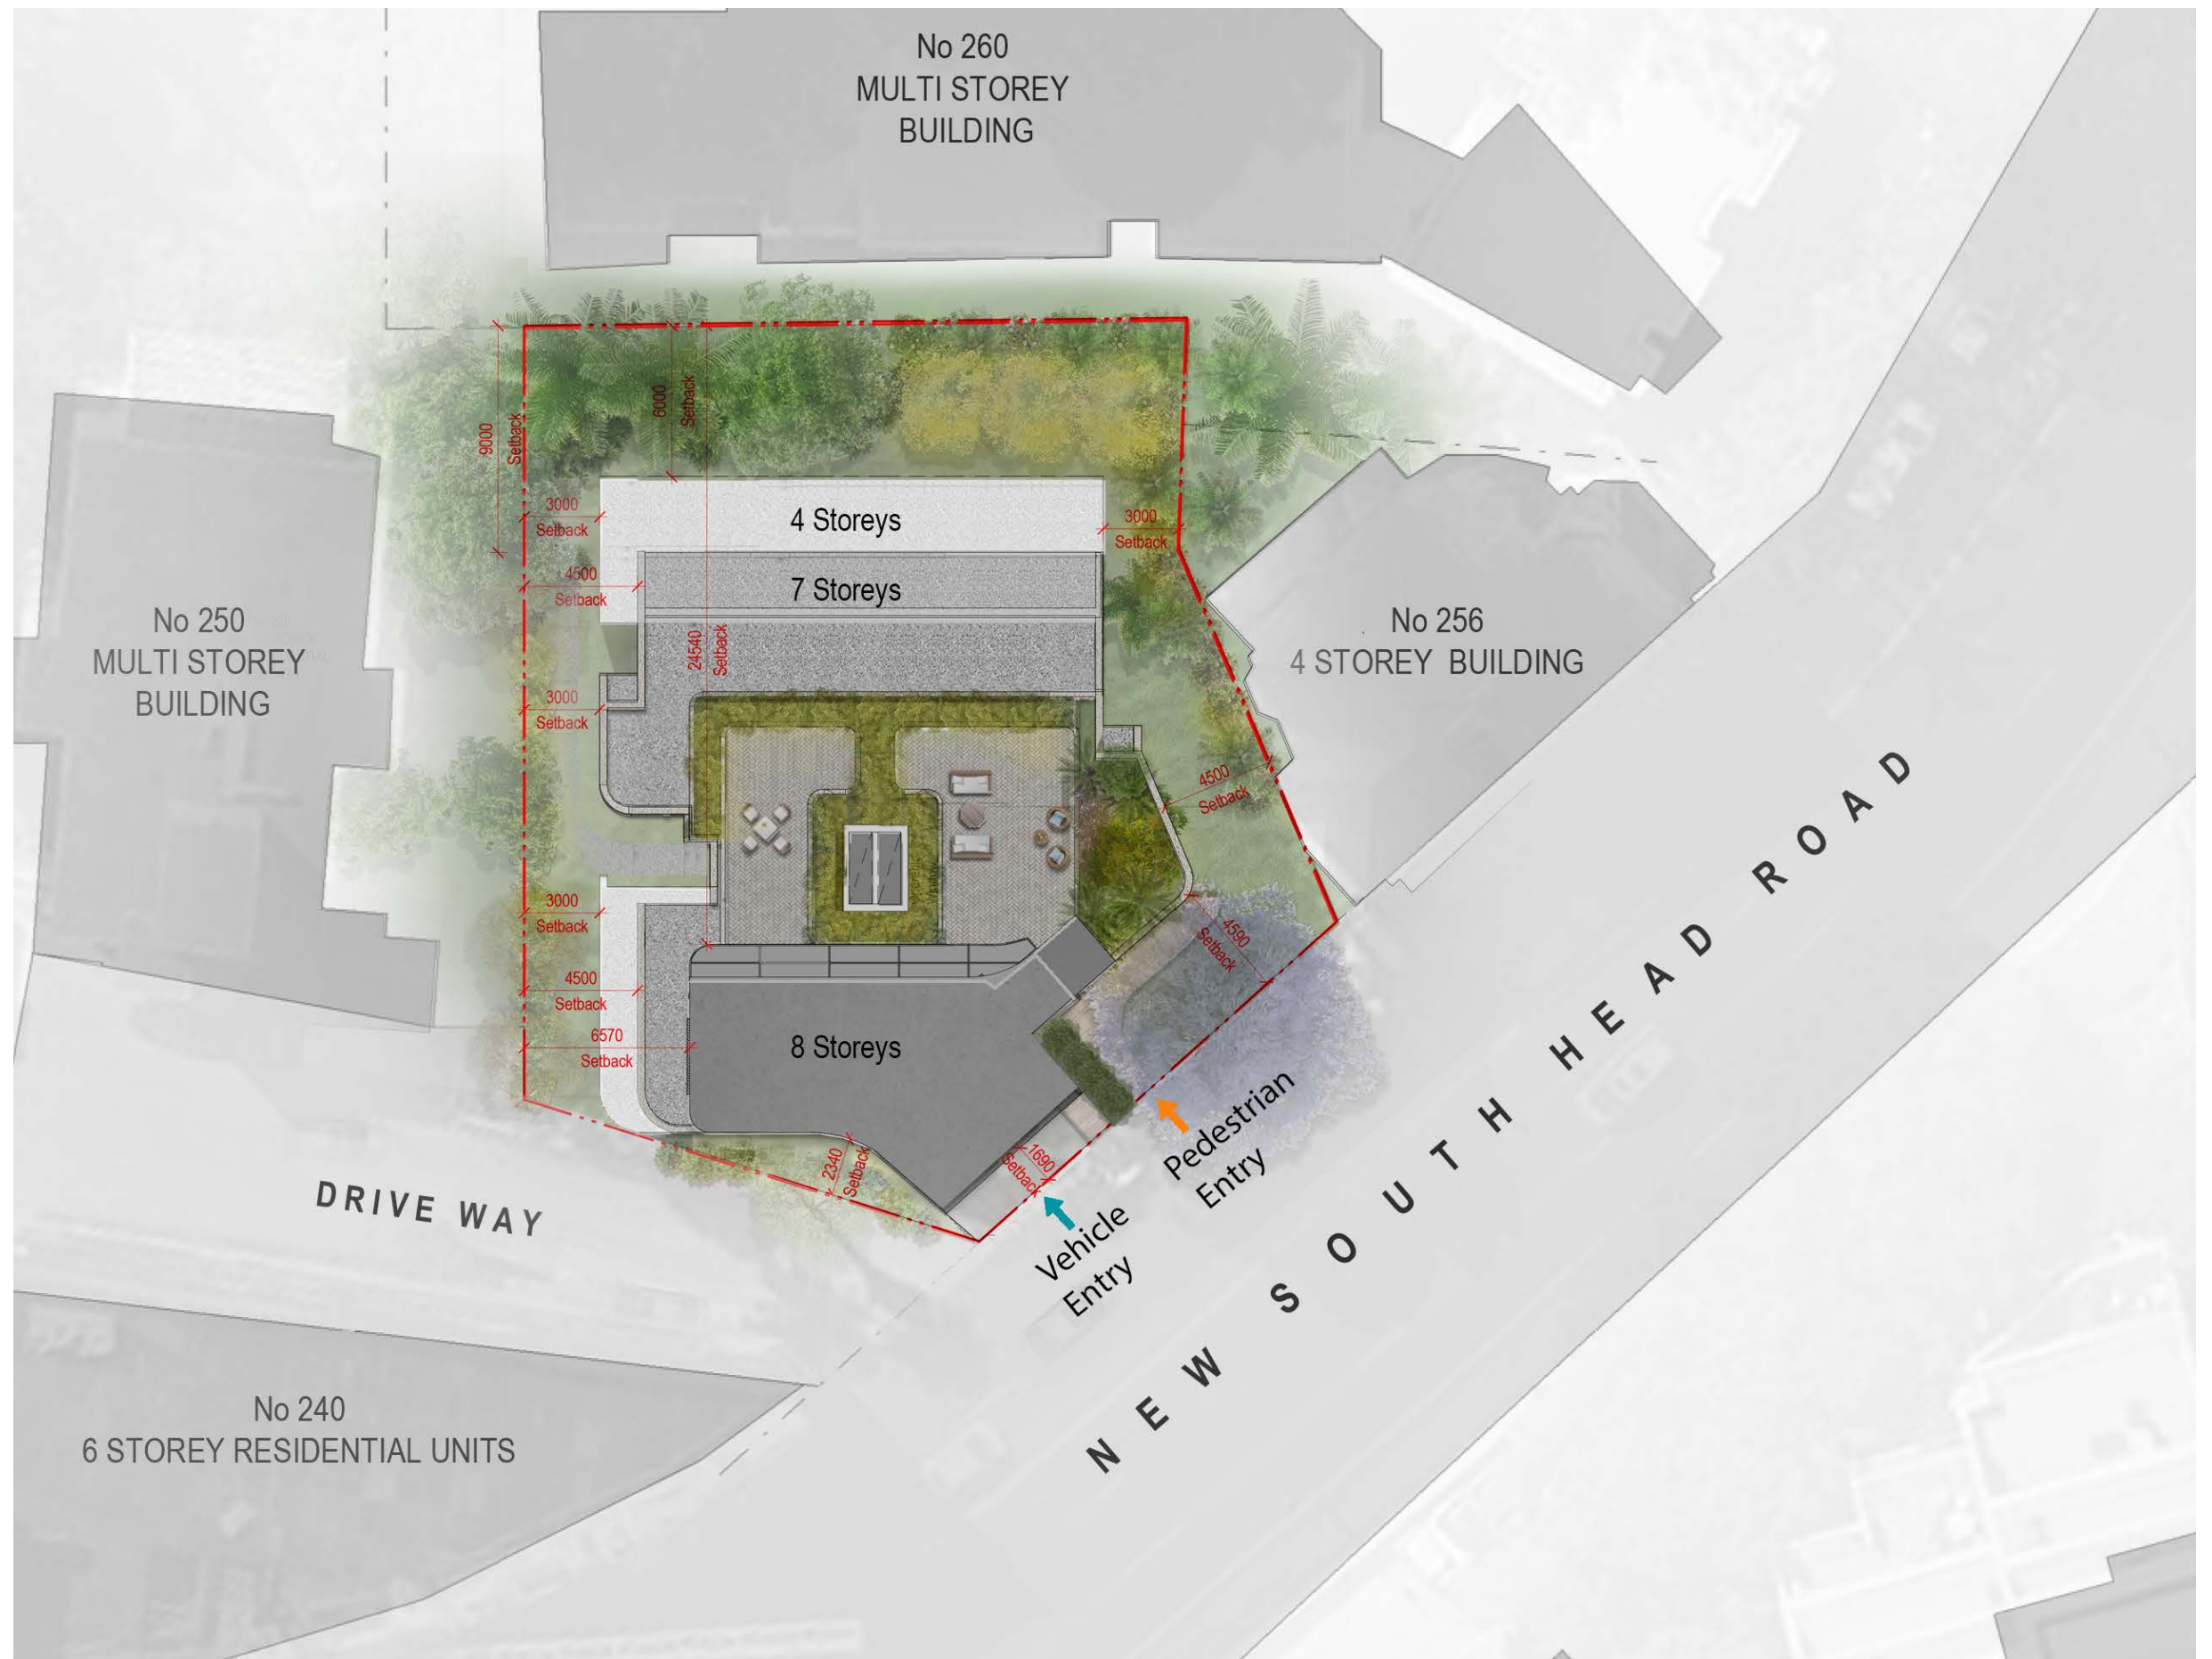 No 260
MULTI STOREY
BUILDING
9000
Setback
6000
Setback
3000
Setback
4 Storeys
3000
Setback
4500
Setback
7 Storeys
No 250
MULTI STOREY
BUILDING
No 256
4 STOREY BUILDING
24540
Setback
3000
Setback
4500
Setback
3000
Setback
4590
Setback
4500
Setback
6570
Setback
8 Storeys
2340
Setback
1690
Setback
Pedestrian
Entry
Vehicle
Entry
DRIVE WAY
NEW SOUTH HEAD ROAD
No 240
6 STOREY RESIDENTIAL UNITS